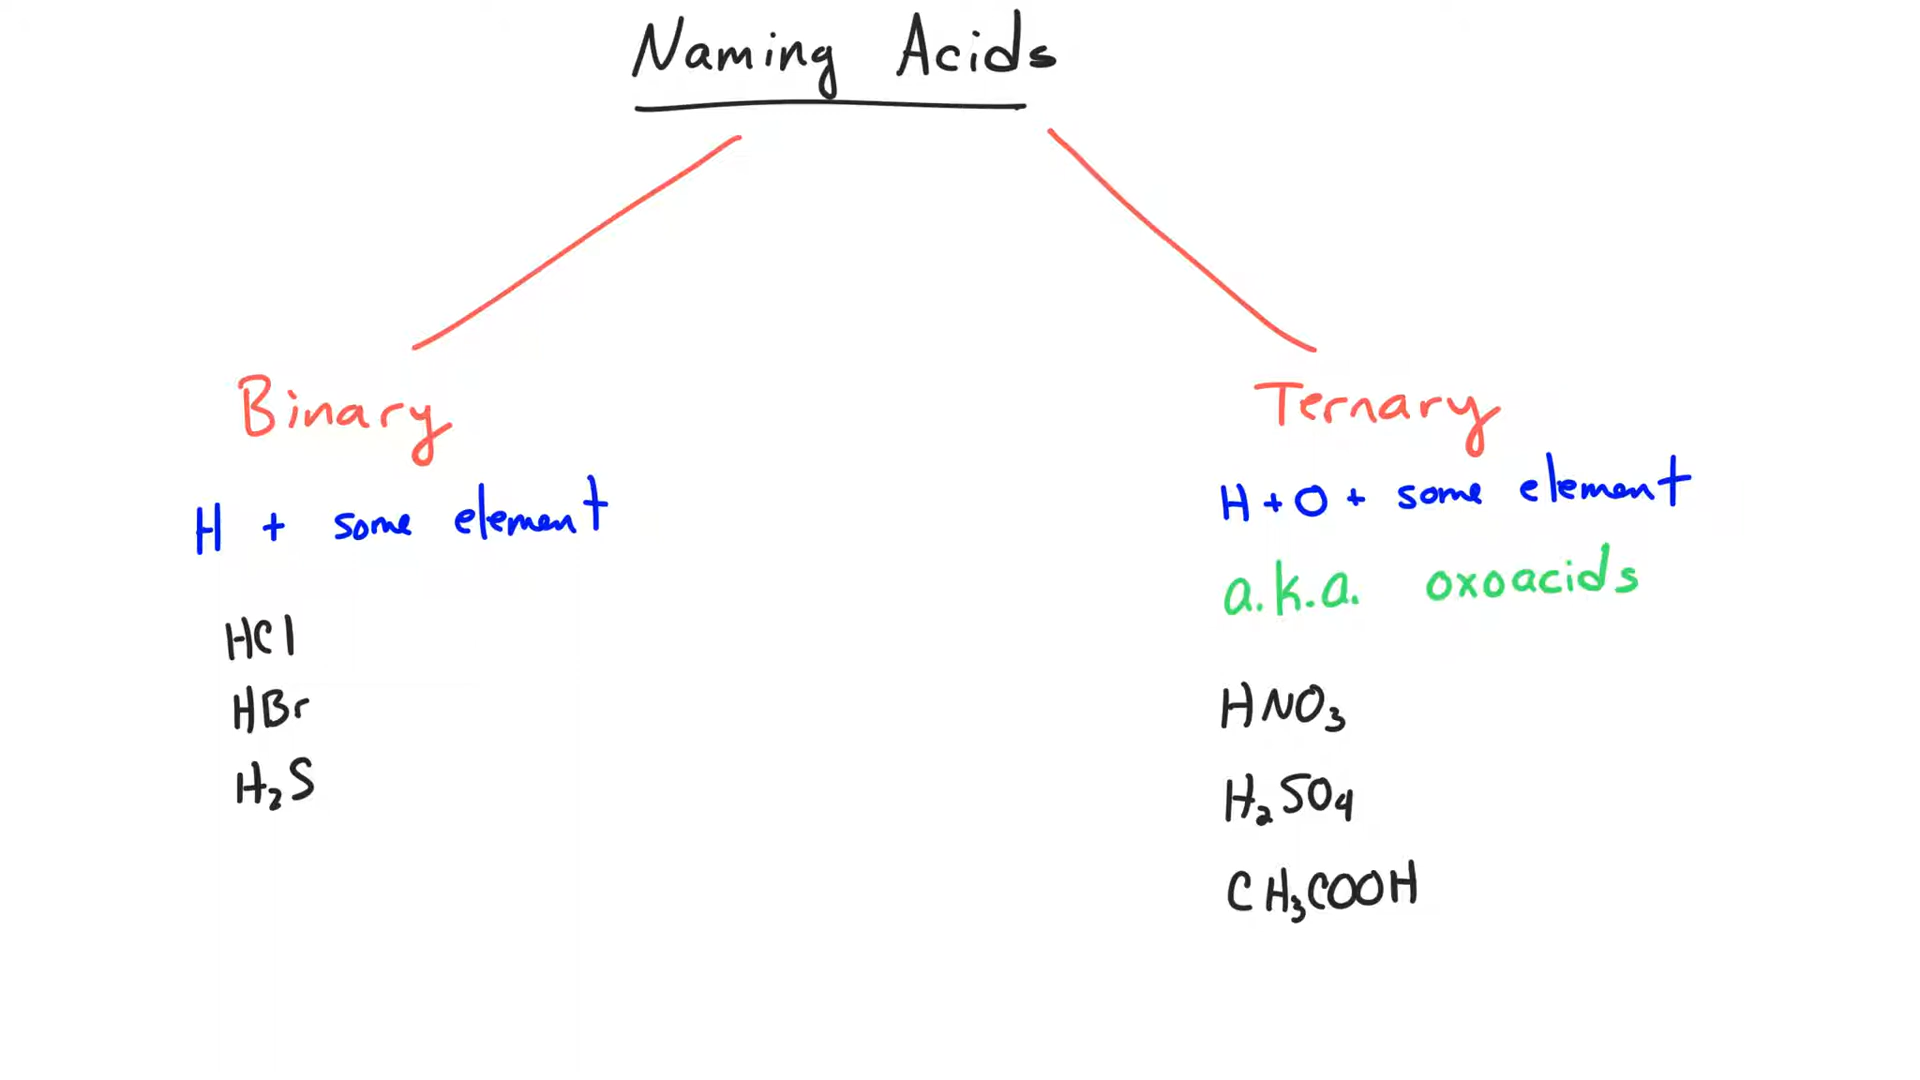 Naming Acids
Binary
H + some element
HCl
HBr
H₂S
Ternary
H + O + some element
a.k.a. oxoacids
HNO₃
H₂SO₄
CH₃COOH